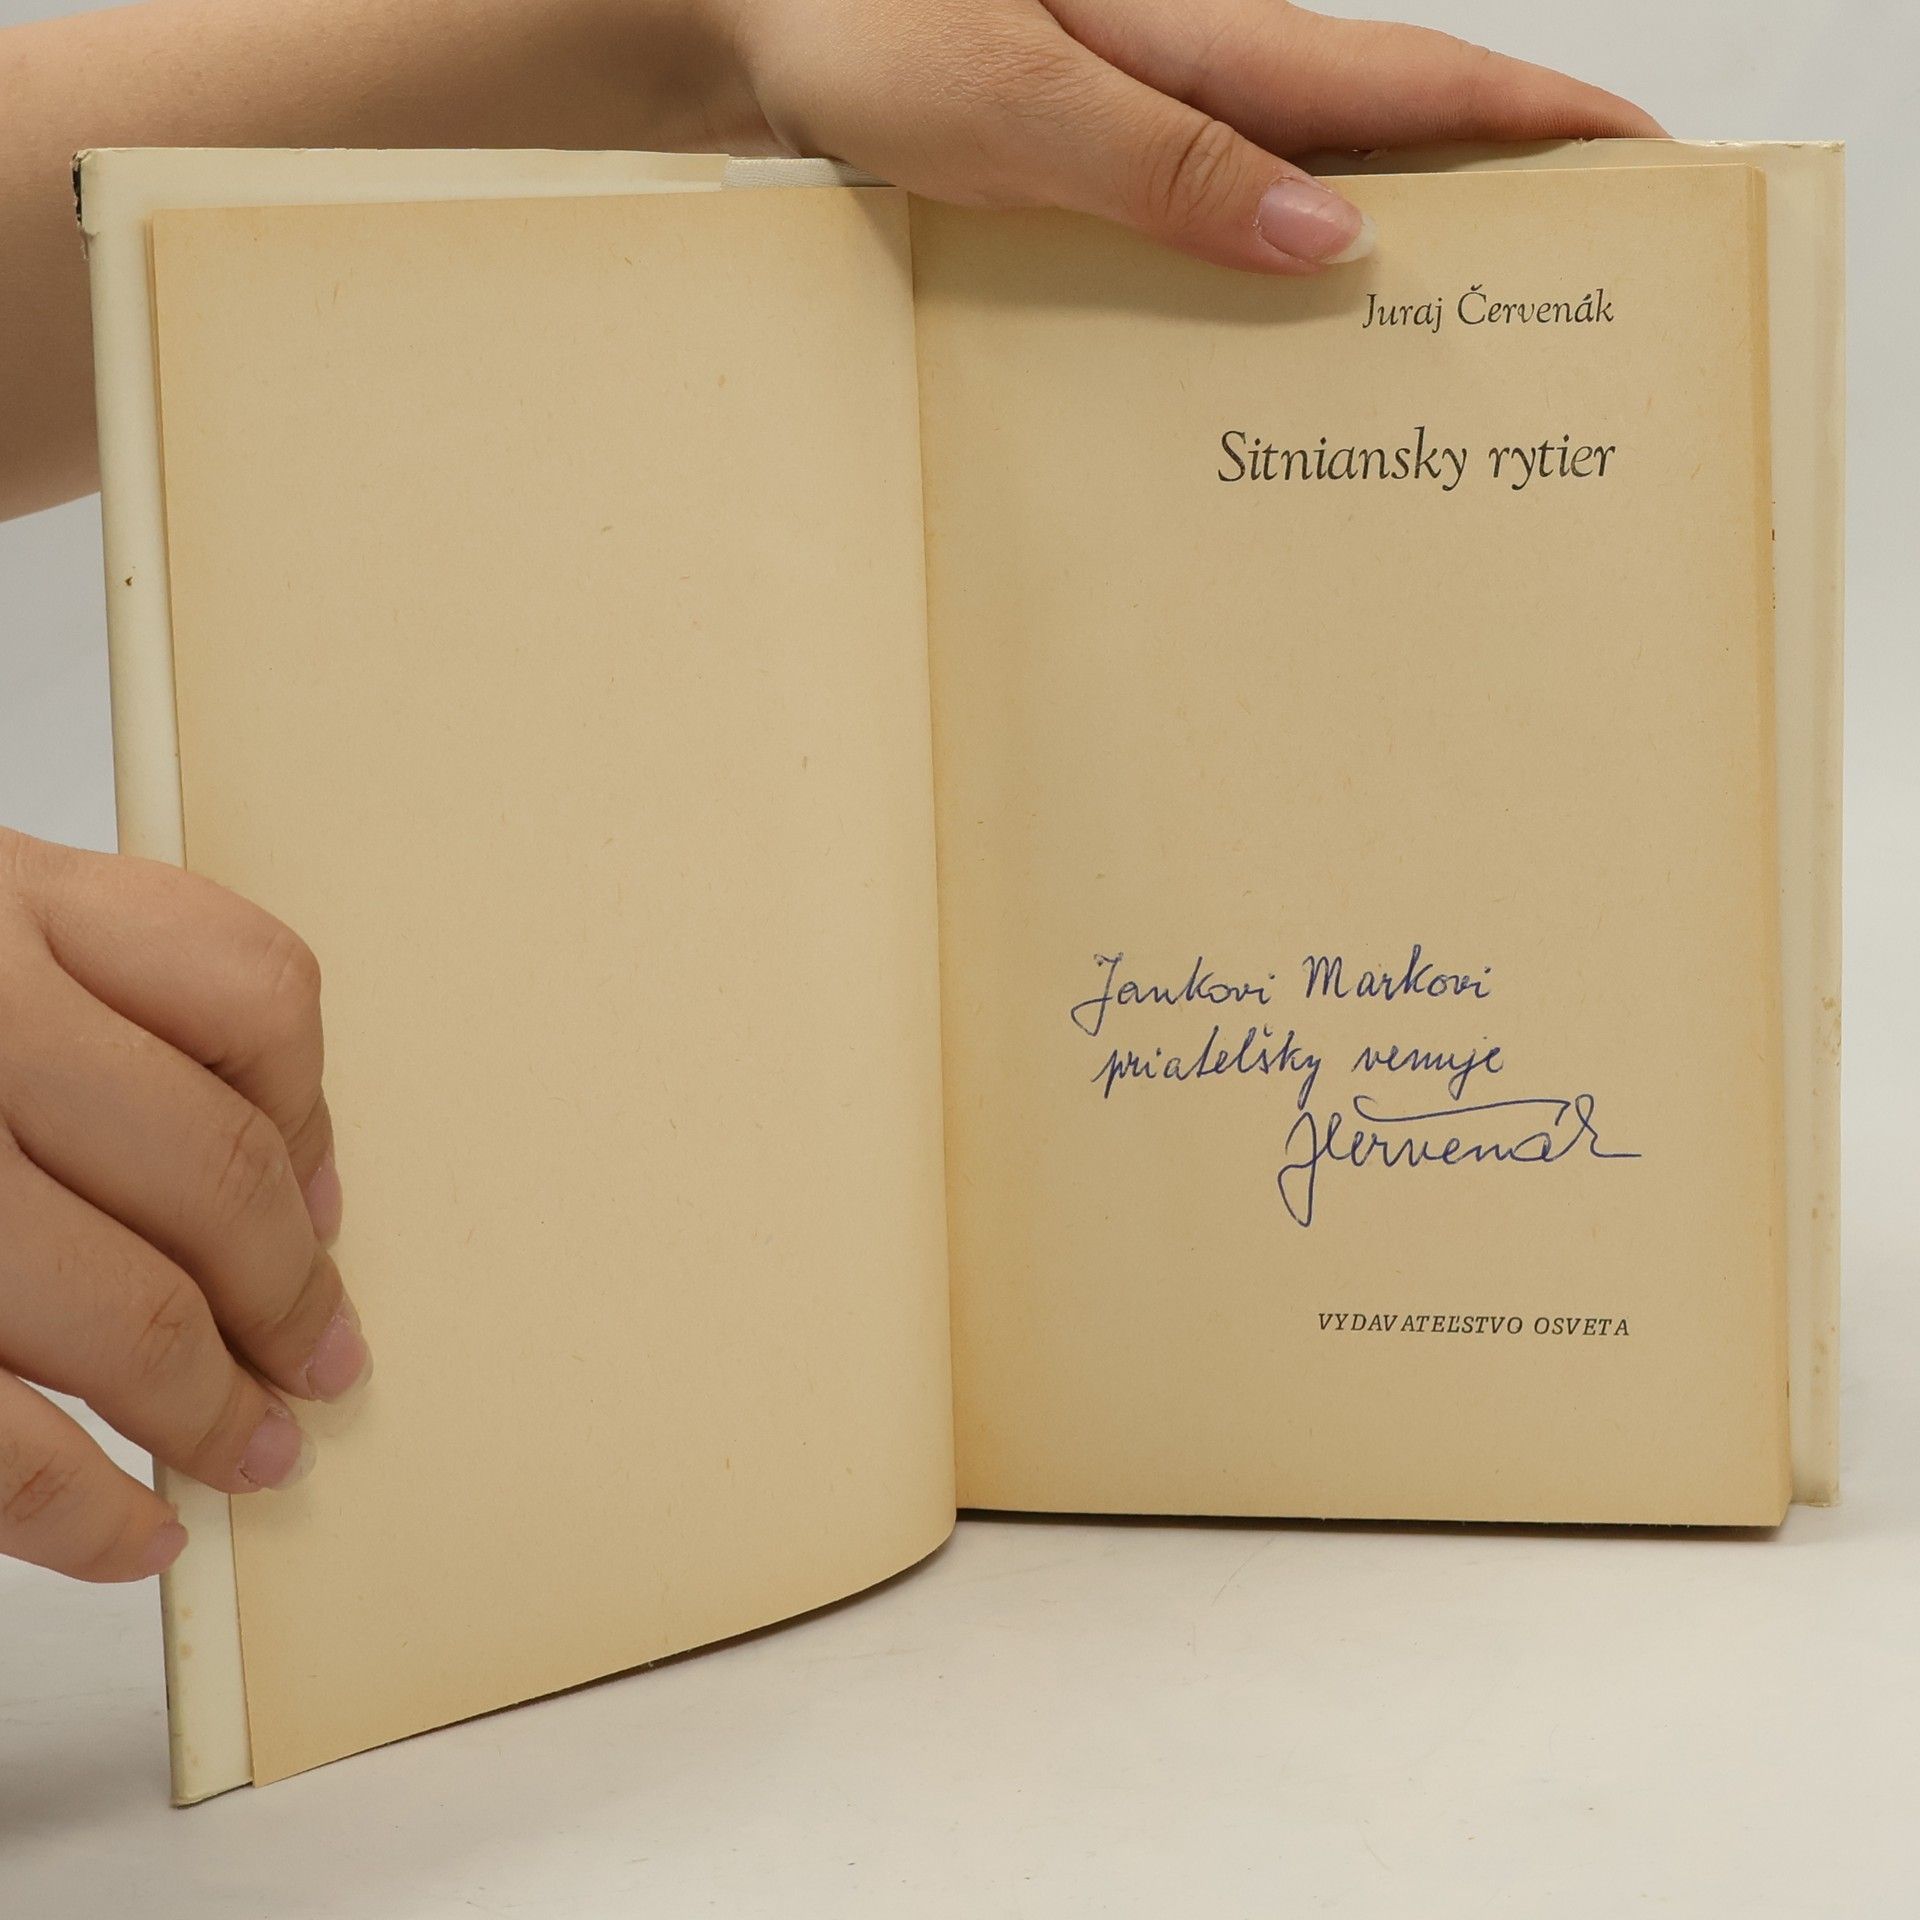 Juraj Červenák
Sitniansky rytier
Jankovi Markovi
priateľsky venuje
JČervenák
VYDAVATEĽSTVO OSVETA